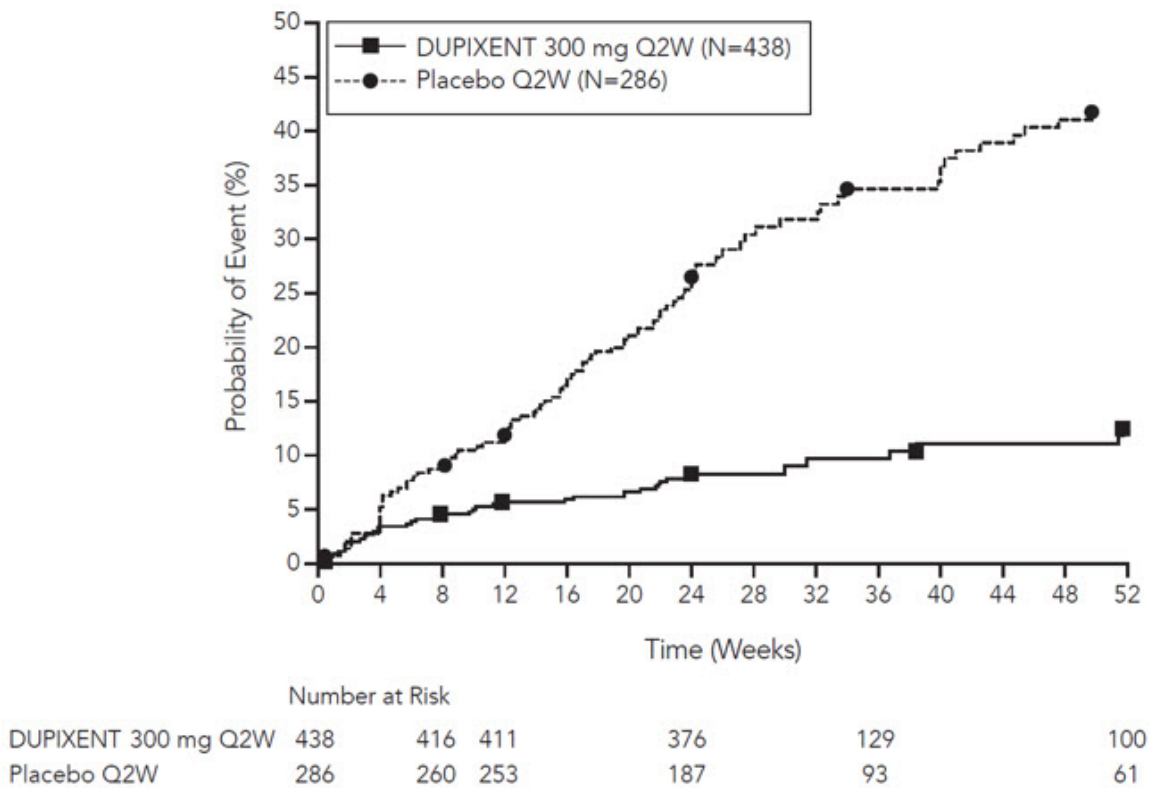 50
DUPIXENT 300 mg Q2W (N=438)
Placebo Q2W (N=286)
45
40
35
30
25
20
15
10
5
0
Probability of Event (%)
0 4 8 12 16 20 24 28 32 36 40 44 48 52
Time (Weeks)
Number at Risk
DUPIXENT 300 mg Q2W 438 416 411 376 129 100
Placebo Q2W 286 260 253 187 93 61